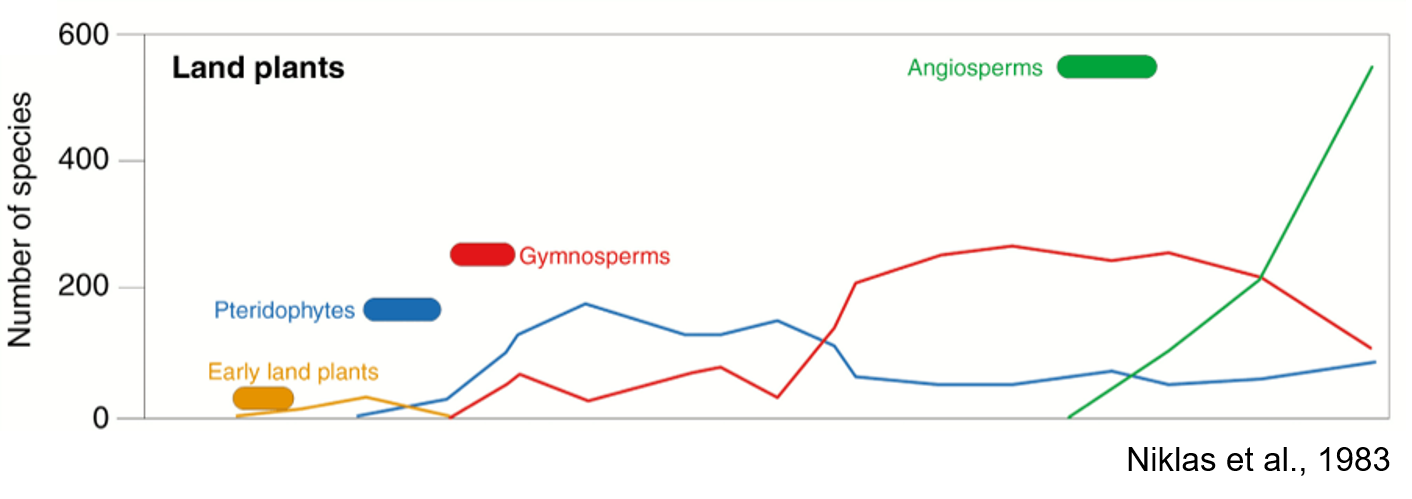 600
Land plants
Angiosperms
400
Number of species
Gymnosperms
200
Pteridophytes
Early land plants
0
Niklas et al., 1983